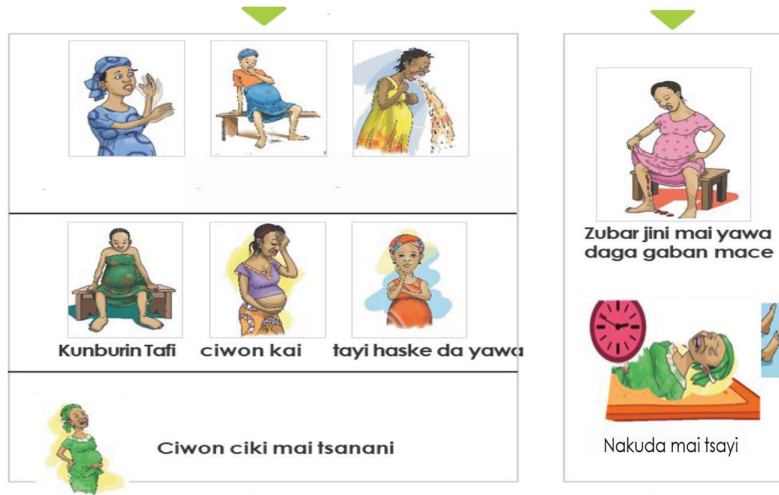 Kunburin Tafi
ciwon kai
tayi haske da yawa
Ciwon ciki mai tsanani
Zubar jini mai yawa
daga gaban mace
Nakuda mai tsayi